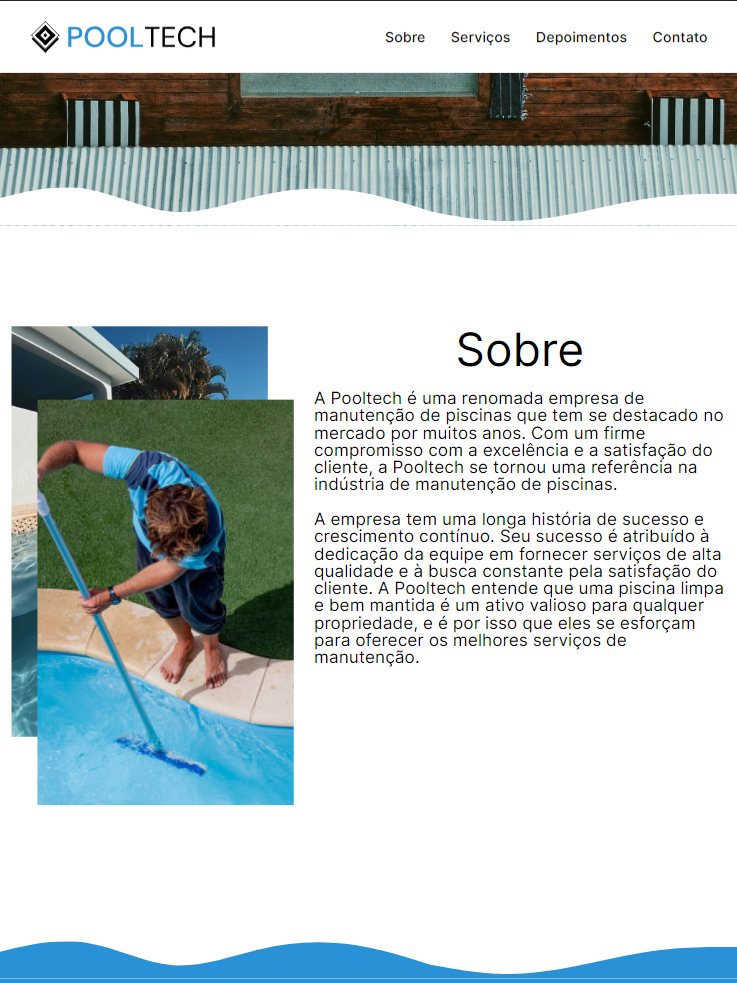 POOLTECH
Sobre
Serviços
Depoimentos
Contato
Sobre
A Pooltech é uma renomada empresa de
manutenção de piscinas que tem se destacado no
mercado por muitos anos. Com um firme
compromisso com a excelência e a satisfação do
cliente, a Pooltech se tornou uma referência na
indústria de manutenção de piscinas.
A empresa tem uma longa história de sucesso e
crescimento contínuo. Seu sucesso é atribuído à
dedicação da equipe em fornecer serviços de alta
qualidade e à busca constante pela satisfação do
cliente. A Pooltech entende que uma piscina limpa
e bem mantida é um ativo valioso para qualquer
propriedade, e é por isso que eles se esforçam
para oferecer os melhores serviços de
manutenção.